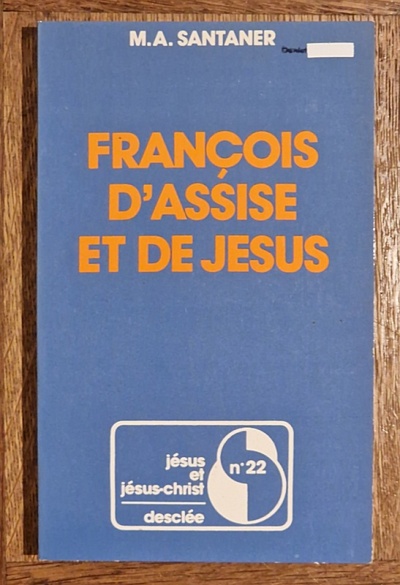 M.A. SANTANER
FRANÇOIS
D'ASSISE
ET DE JESUS
jésus et
jésus-christ
n°22
desclée